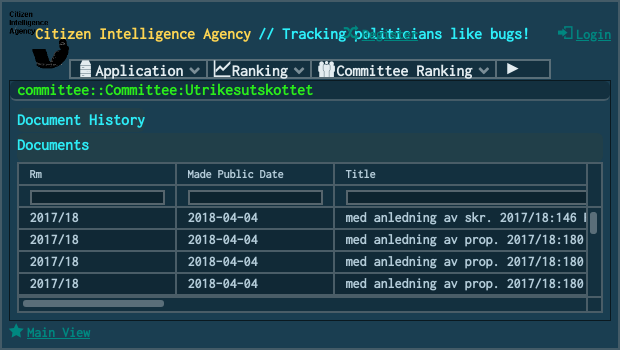 Citizen
Intelligence
Agency
Citizen Intelligence Agency // Tracking politicians like bugs!
Register
Login
Application
Ranking
Committee Ranking
committee::Committee:Utrikesutskottet
Document History
Documents
Rm Made Public Date Title
2017/18 2018-04-04 med anledning av skr. 2017/18:146
2017/18 2018-04-04 med anledning av prop. 2017/18:180
2017/18 2018-04-04 med anledning av prop. 2017/18:180
2017/18 2018-04-04 med anledning av prop. 2017/18:180
Main View